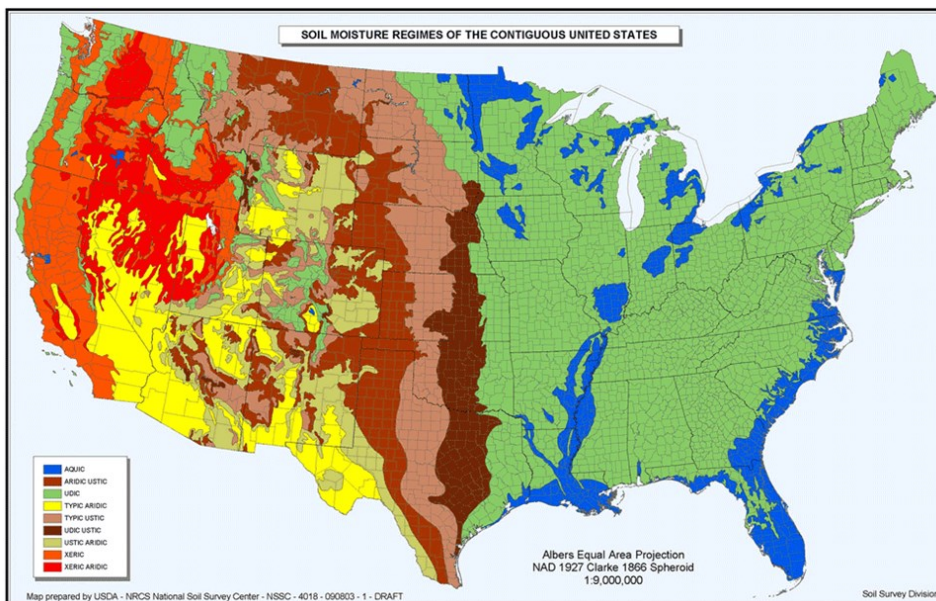 SOIL MOISTURE REGIMES OF THE CONTIGUOUS UNITED STATES
AQUIC
ARIDIC USTIC
UDIC
TYPIC ARIDIC
TYPIC USTIC
UDIC USTIC
USTIC ARIDIC
XERIC
XERIC ARIDIC
Albers Equal Area Projection
NAD 1927 Clarke 1866 Spheroid
1:9,000,000
Map prepared by USDA - NRCS National Soil Survey Center - NSSC - 4018 - 090803 - 1 - DRAFT
Soil Survey Division